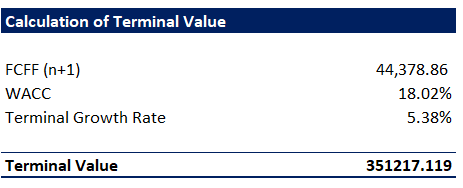 Calculation of Terminal Value
FCFF (n+1) 44,378.86
WACC 18.02%
Terminal Growth Rate 5.38%
Terminal Value 351217.119